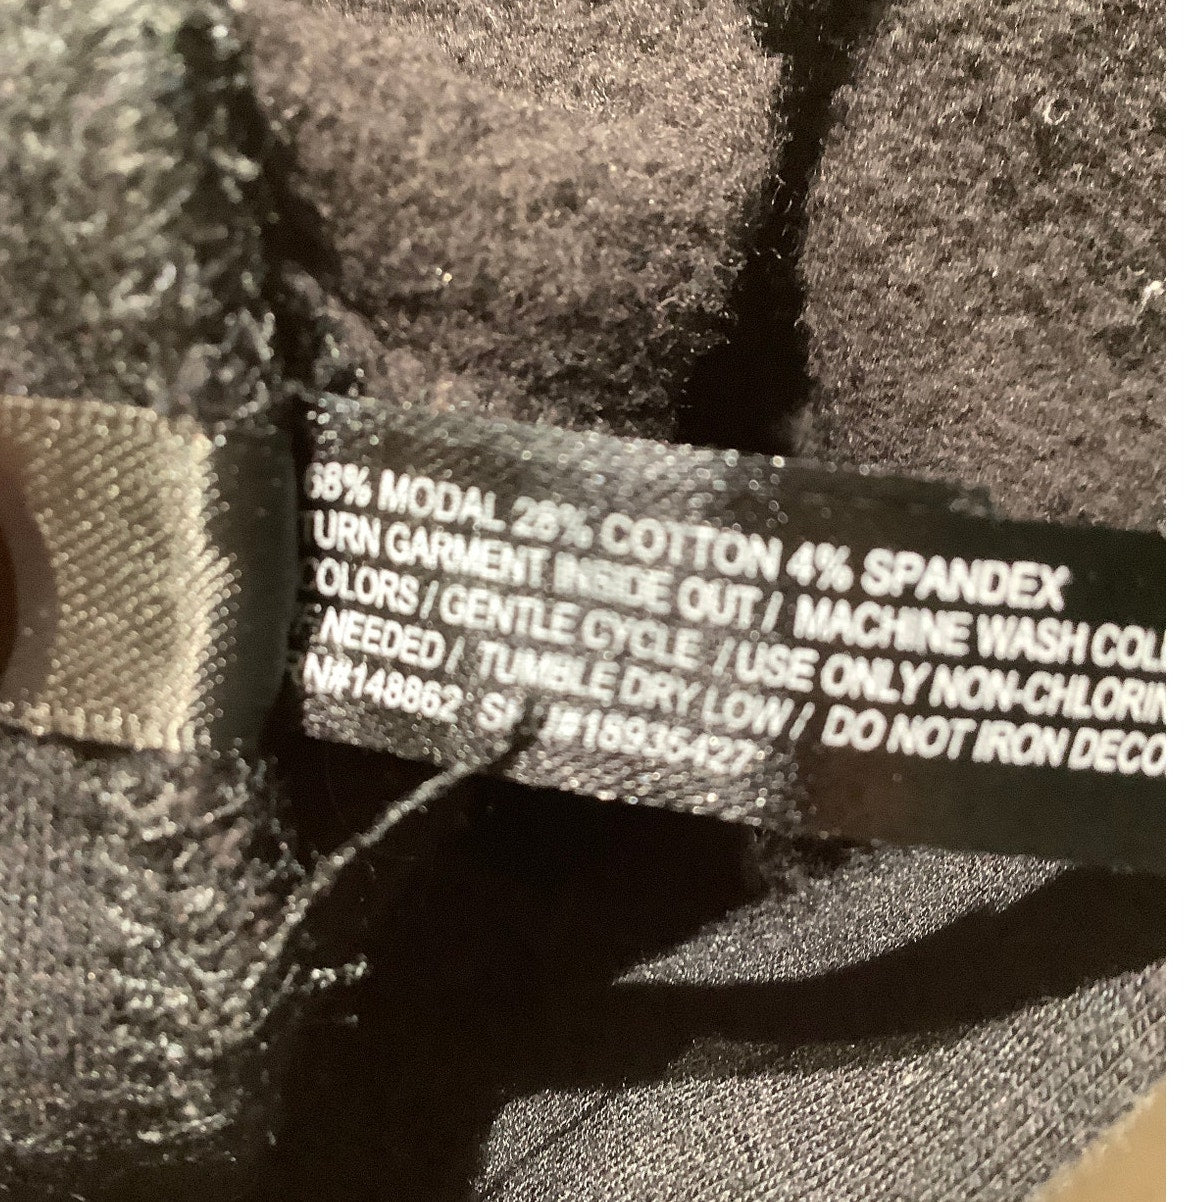 68% MODAL 28% COTTON 4% SPANDEX
TURN GARMENT INSIDE OUT / MACHINE WASH COL
COLORS / GENTLE CYCLE / USE ONLY NON-CHLORIN
F NEEDED / TUMBLE DRY LOW / DO NOT IRON DECO
N#148862 #18935427